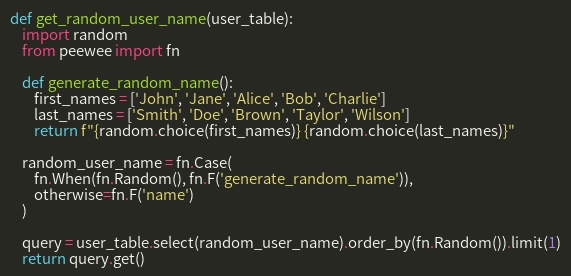 def get_random_user_name(user_table):
    import random
    from peewee import fn

    def generate_random_name():
        first_names = ['John', 'Jane', 'Alice', 'Bob', 'Charlie']
        last_names = ['Smith', 'Doe', 'Brown', 'Taylor', 'Wilson']
        return f"{random.choice(first_names)} {random.choice(last_names)}"

    random_user_name = fn.Case(
        fn.When(fn.Random(), fn.F('generate_random_name')),
        otherwise=fn.F('name')
    )

    query = user_table.select(random_user_name).order_by(fn.Random()).limit(1)
    return query.get()